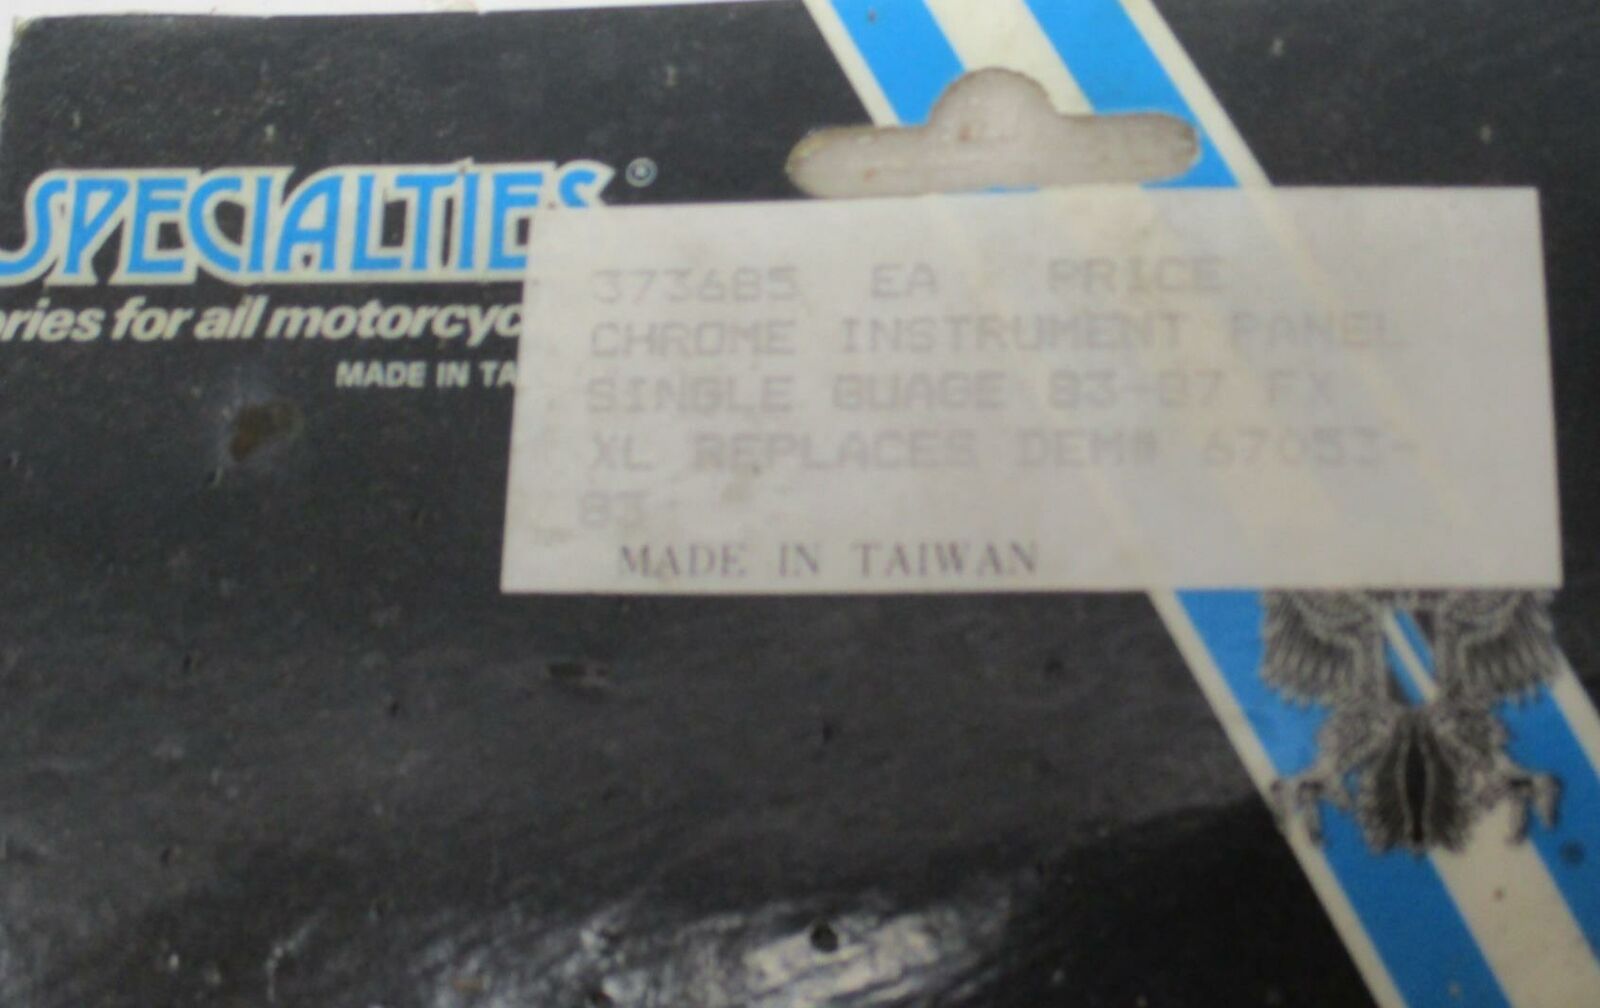 SPECIALTIES®
ories for all motorcyc
MADE IN TA
373685 EA PRICE
CHROME INSTRUMENT PANEL
SINGLE GUAGE 83-87 FX
XL REPLACES OEM# 67053-
83
MADE IN TAIWAN